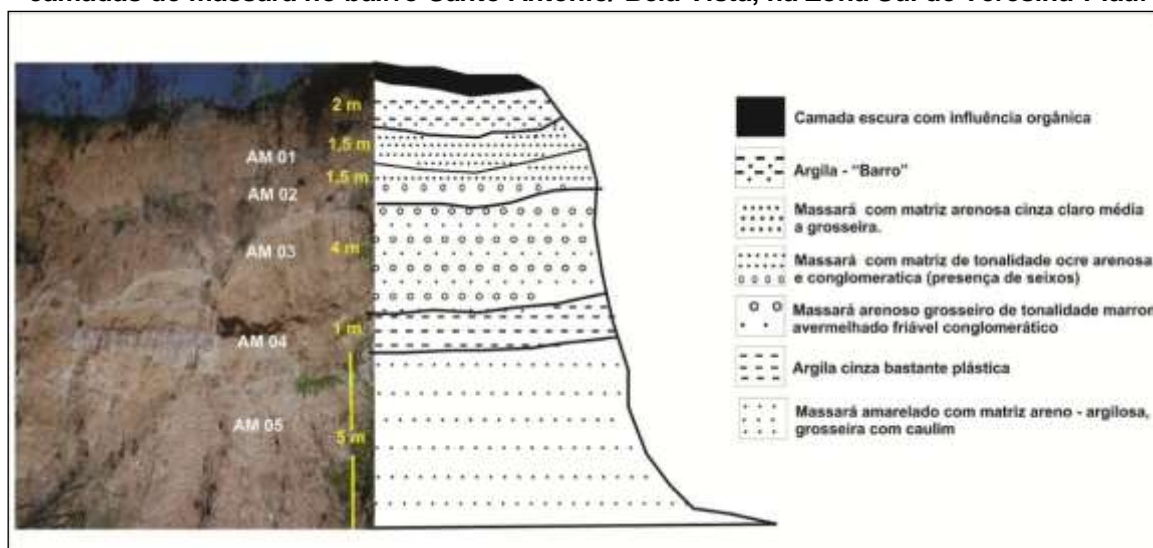 camadas de massará no bairro Santo Antonio/ Bela Vista, na Zona Sul de Teresina-Piauí
2 m
1,5 m
AM 01
1,5 m
AM 02
AM 03
4 m
1 m
AM 04
AM 05
5 m
Camada escura com influência orgânica
Argila - “Barro”
Massará com matriz arenosa cinza claro média
a grosseira.
Massará com matriz de tonalidade ocre arenosa
e conglomeratica (presença de seixos)
Massará arenoso grosseiro de tonalidade marron
avermelhado friável conglomerático
Argila cinza bastante plástica
Massará amarelado com matriz areno - argilosa,
grosseira com caulim